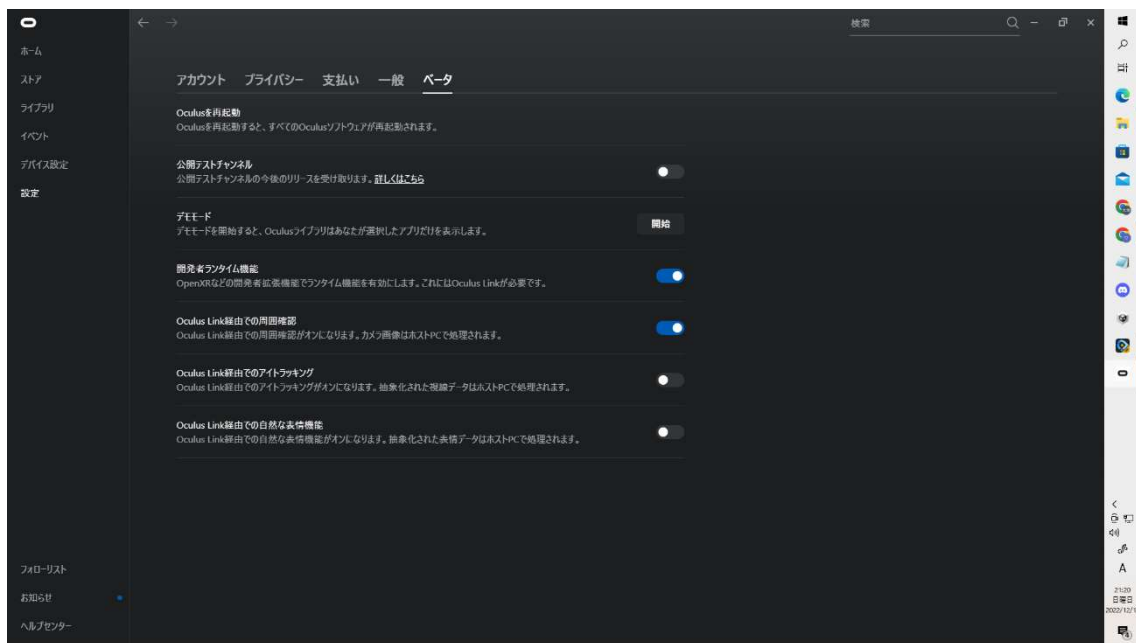 検索
ホーム
ストア
ライブラリ
イベント
デバイス設定
設定
アカウント プライバシー 支払い 一般 ベータ
Oculusを再起動
Oculusを再起動すると、すべてのOculusソフトウェアが再起動されます。
公開テストチャンネル
公開テストチャンネルの今後のリリースを受け取ります。詳しくはこちら
デモモード
デモモードを開始すると、Oculusライブラリはあなたが選択したアプリだけを表示します。
開始
開発者ランタイム機能
OpenXRなどの開発者拡張機能でランタイム機能を有効にします。これにはOculus Linkが必要です。
Oculus Link経由での周囲確認
Oculus Link経由での周囲確認がオンになります。カメラ画像はホストPCで処理されます。
Oculus Link経由でのアイトラッキング
Oculus Link経由でのアイトラッキングがオンになります。抽象化された視線データはホストPCで処理されます。
Oculus Link経由での自然な表情機能
Oculus Link経由での自然な表情機能がオンになります。抽象化された表情データはホストPCで処理されます。
フォローリスト
お知らせ
ヘルプセンター
A
21:20
日曜日
2022/12/1